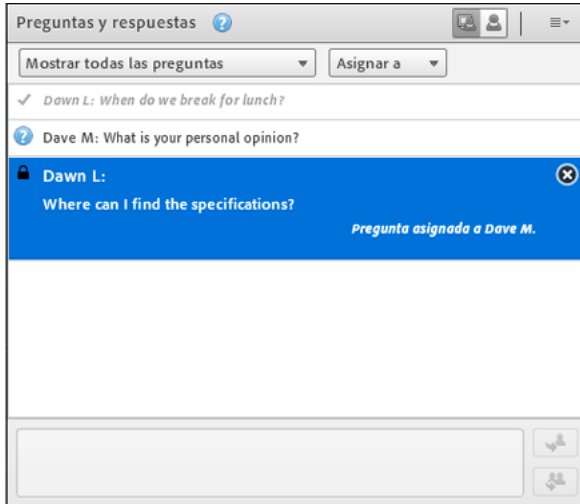 Preguntas y respuestas ?
Mostrar todas las preguntas
Asignar a
Dawn L: When do we break for lunch?
? Dave M: What is your personal opinion?
Dawn L:
Where can I find the specifications?
Pregunta asignada a Dave M.